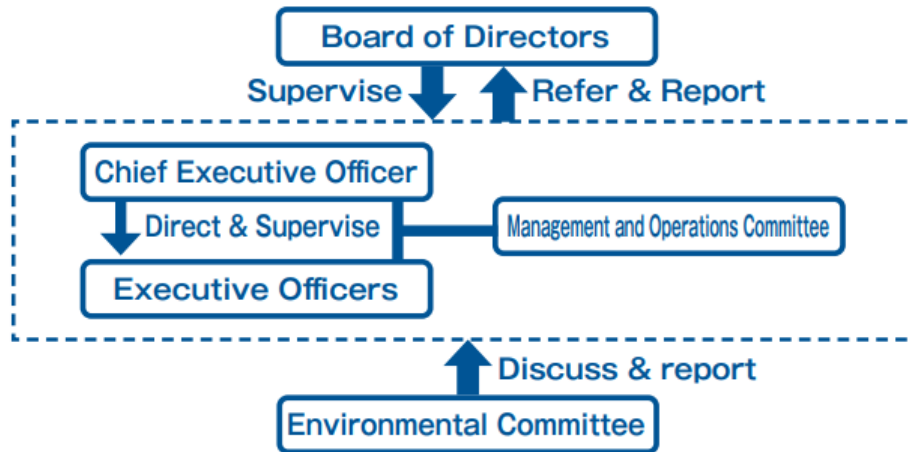 Board of Directors
Supervise
Refer & Report
Chief Executive Officer
Direct & Supervise
Management and Operations Committee
Executive Officers
Discuss & report
Environmental Committee